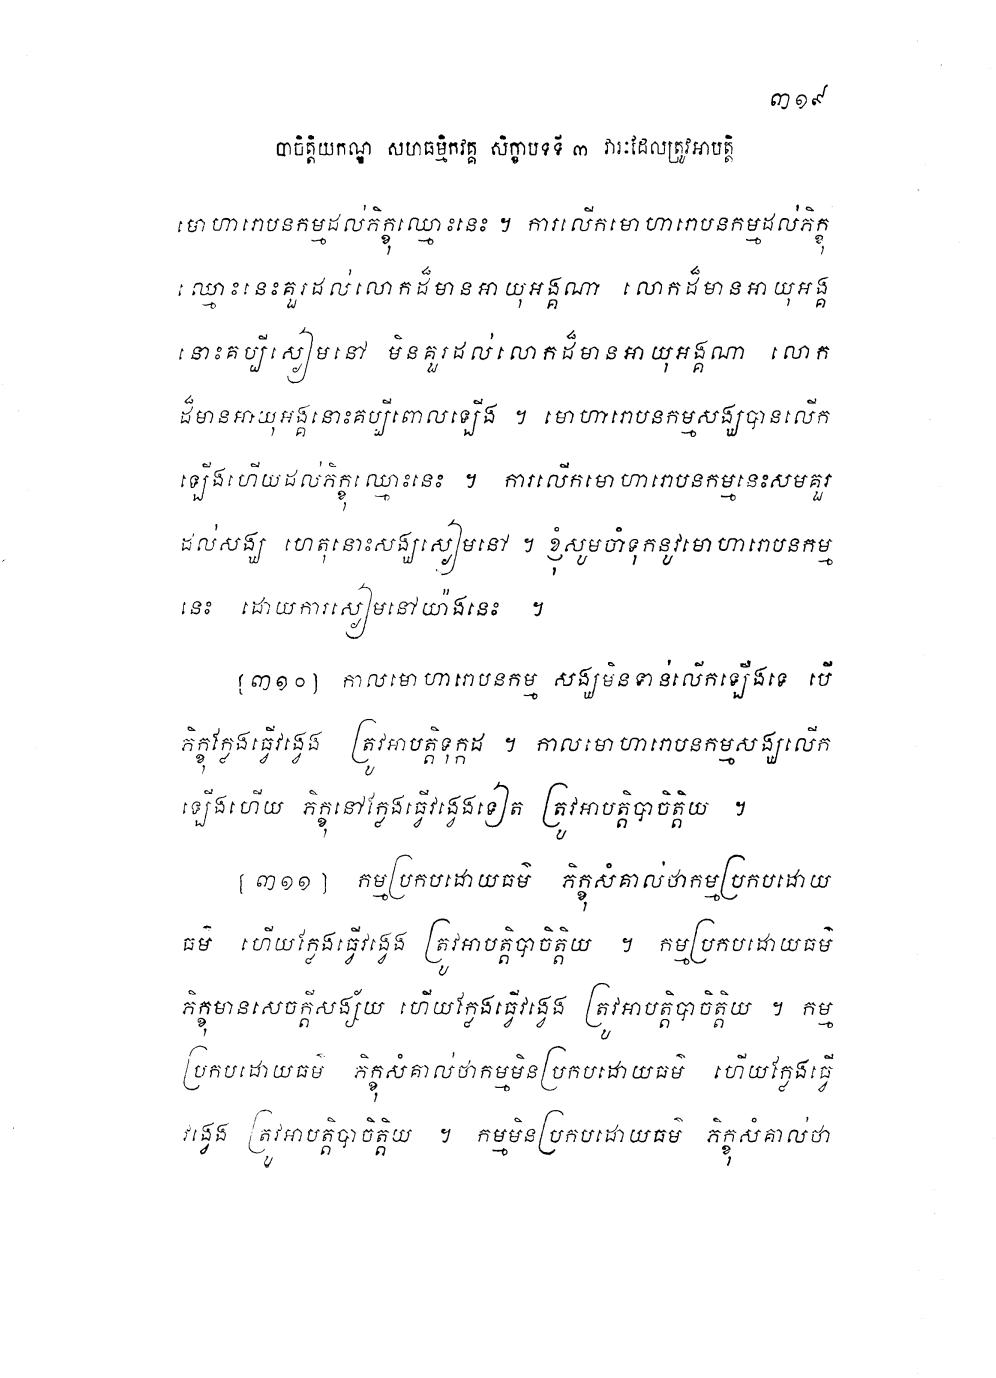 ៣១៩
បាចិត្តិយកណ្ឌ សហធម្មិកវគ្គ សិក្ខាបទទី ៣ វារៈដែលត្រូវអាបត្តិ
មោហារោបនកម្មដល់ភិក្ខុឈ្មោះនេះ ។ ការលើកមោហារោបនកម្មដល់ភិក្ខុ
ឈ្មោះនេះគួរដល់លោកដ៏មានអាយុអង្គណា លោកដ៏មានអាយុអង្គ
នោះគប្បីស្ងៀមនៅ មិនគួរដល់លោកដ៏មានអាយុអង្គណា លោក
ដ៏មានអាយុអង្គនោះគប្បីពោលឡើង ។ មោហារោបនកម្មសង្ឃបានលើក
ឡើងហើយដល់ភិក្ខុឈ្មោះនេះ ។ ការលើកមោហារោបនកម្មនេះសមគួរ
ដល់សង្ឃ ហេតុនោះសង្ឃស្ងៀមនៅ ។ ខ្ញុំសូមចាំទុកនូវមោហារោបនកម្ម
នេះ ដោយការស្ងៀមនៅយ៉ាងនេះ ។
[៣១០] កាលមោហារោបនកម្ម សង្ឃមិនទាន់លើកឡើងទេ បើ
ភិក្ខុក្លែងធ្វើវង្វេង ត្រូវអាបត្តិទុក្កដ ។ កាលមោហារោបនកម្មសង្ឃលើក
ឡើងហើយ ភិក្ខុនៅក្លែងធ្វើវង្វេងទៀត ត្រូវអាបត្តិបាចិត្តិយ ។
[៣១១] កម្មប្រកបដោយធម៌ ភិក្ខុសំគាល់ថាកម្មប្រកបដោយ
ធម៌ ហើយក្លែងធ្វើវង្វេង ត្រូវអាបត្តិបាចិត្តិយ ។ កម្មប្រកបដោយធម៌
ភិក្ខុមានសេចក្តីសង្ស័យ ហើយក្លែងធ្វើវង្វេង ត្រូវអាបត្តិបាចិត្តិយ ។ កម្ម
ប្រកបដោយធម៌ ភិក្ខុសំគាល់ថាកម្មមិនប្រកបដោយធម៌ ហើយក្លែងធ្វើ
វង្វេង ត្រូវអាបត្តិបាចិត្តិយ ។ កម្មមិនប្រកបដោយធម៌ ភិក្ខុសំគាល់ថា